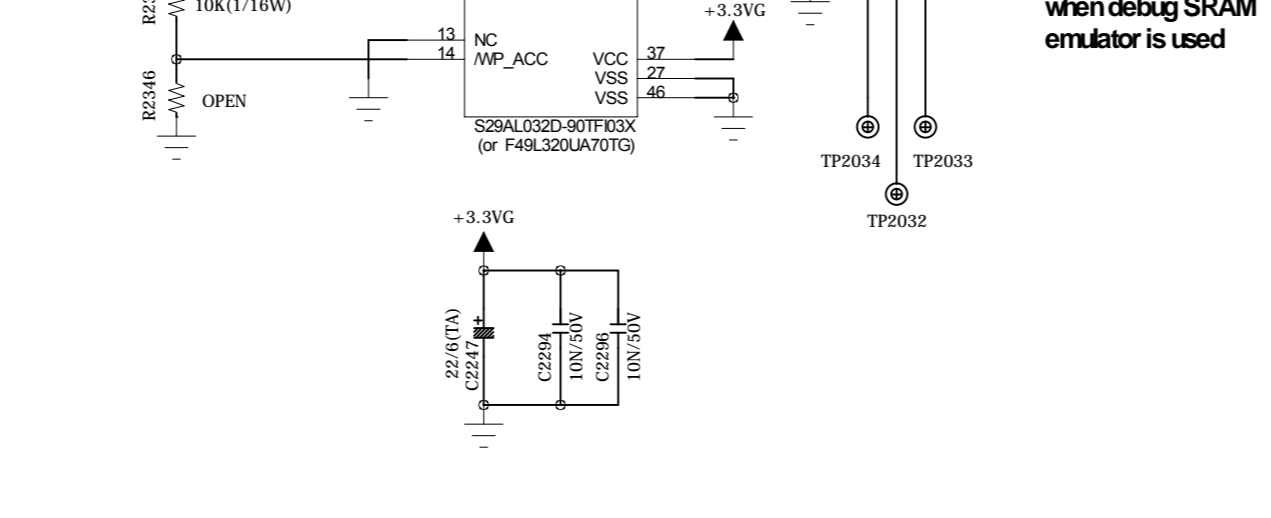 10K(1/16W)
+3.3VG
when debug SRAM
emulator is used
13
NC
14
/WP_ACC
VCC
37
VSS
27
VSS
46
R2346
OPEN
S29AL032D-90TFI03X
(or F49L320UA70TG)
TP2034
TP2033
TP2032
+3.3VG
+
22/6(TA)
C2247
C2294
10N/50V
C2296
10N/50V